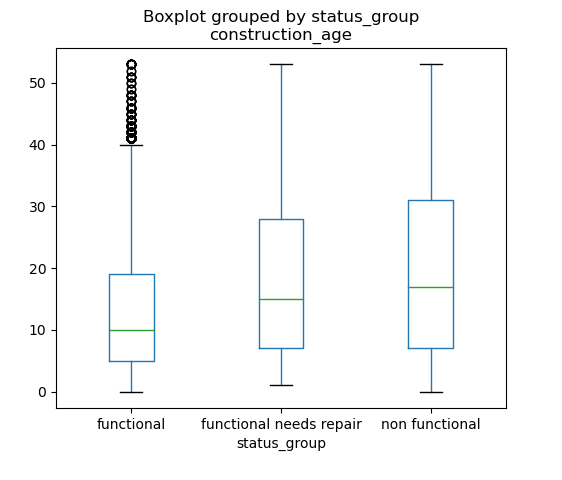 Boxplot grouped by status_group
construction_age
50
40
30
20
10
0
functional functional needs repair non functional
status_group